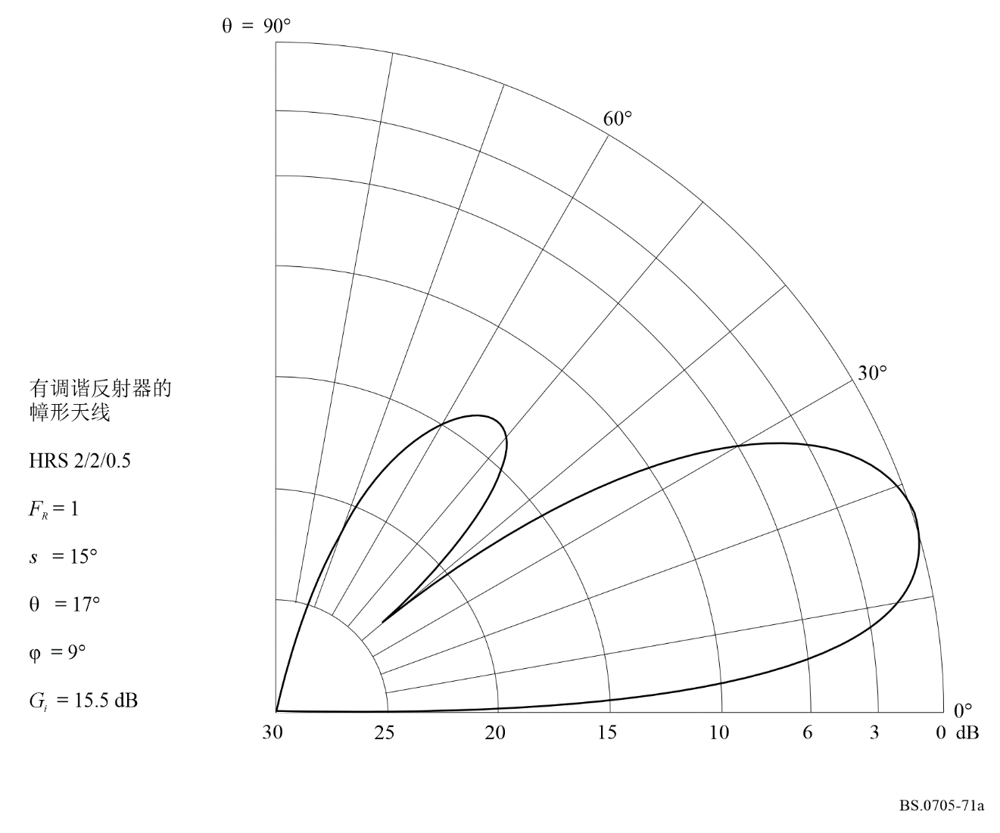 θ = 90°
60°
30°
0°
30 25 20 15 10 6 3 0 dB
有调谐反射器的
幛形天线
HRS 2/2/0.5
F_R = 1
s = 15°
θ = 17°
φ = 9°
G_i = 15.5 dB
BS.0705-71a